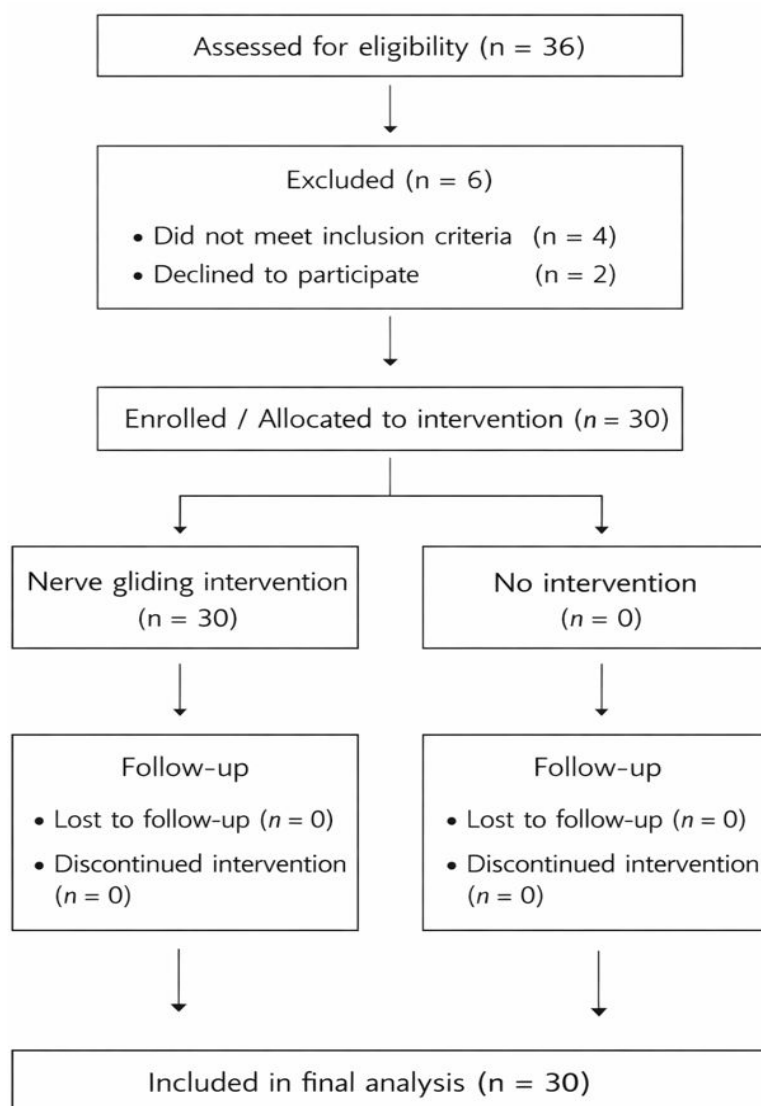 Assessed for eligibility (n = 36)
Excluded (n = 6)
• Did not meet inclusion criteria (n = 4)
• Declined to participate (n = 2)
Enrolled / Allocated to intervention (n = 30)
Nerve gliding intervention
(n = 30)
No intervention
(n = 0)
Follow-up
• Lost to follow-up (n = 0)
• Discontinued intervention
(n = 0)
Follow-up
• Lost to follow-up (n = 0)
• Discontinued intervention
(n = 0)
Included in final analysis (n = 30)